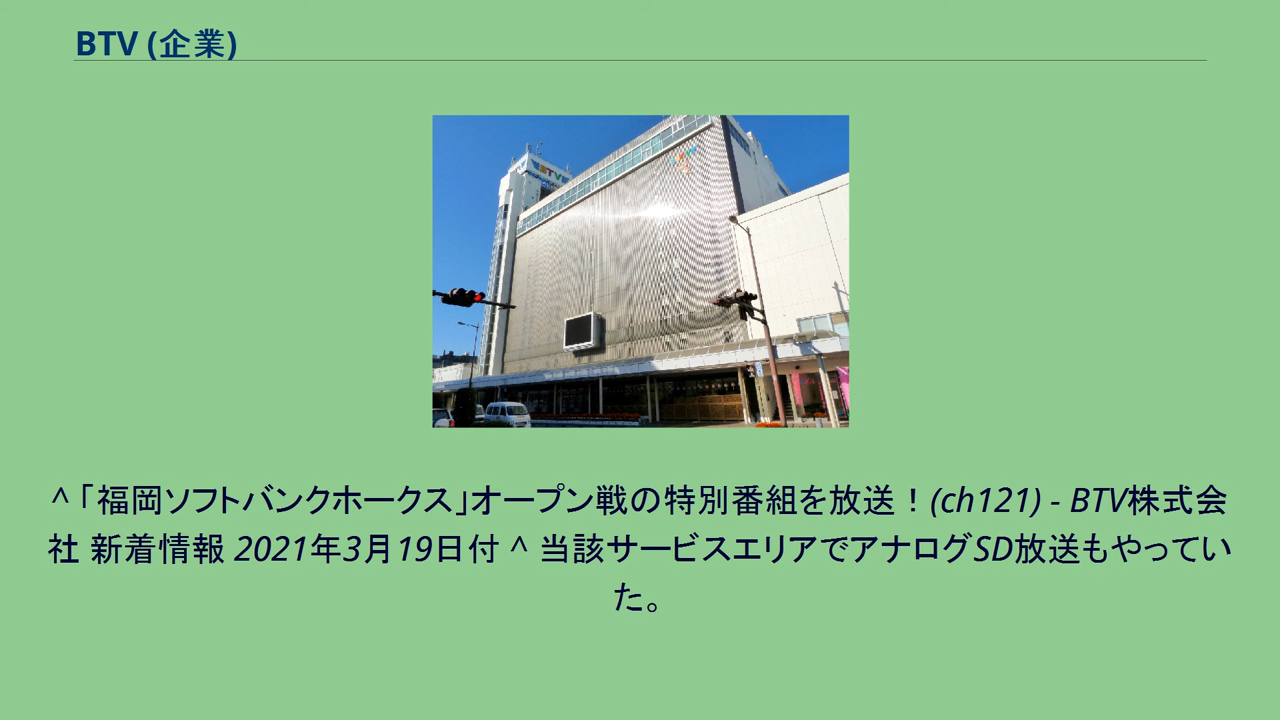 BTV (企業)
BTV
^ 「福岡ソフトバンクホークス」オープン戦の特別番組を放送！(ch121) - BTV株式会
社 新着情報 2021年3月19日付 ^ 当該サービスエリアでアナログSD放送もやってい
た。